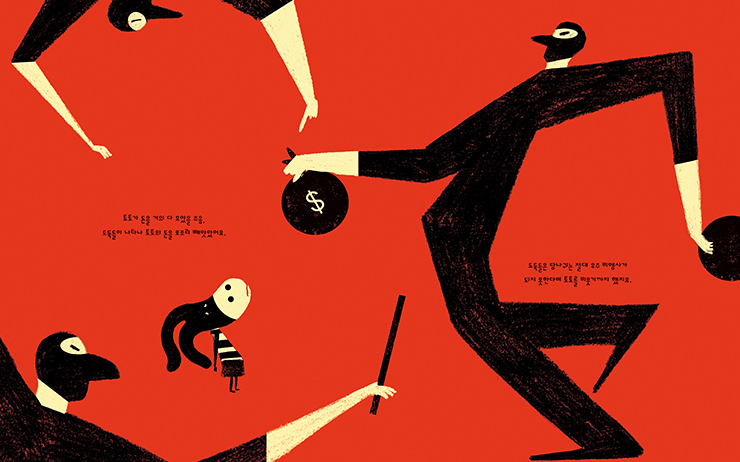 토토가 돈을 거의 다 모았을 즈음,
도둑들이 나타나 토토의 돈을 모조리 빼앗았어요.
$
도둑들은 당나귀는 절대 우주 비행사가
되지 못한다며 토토를 비웃기까지 했지요.